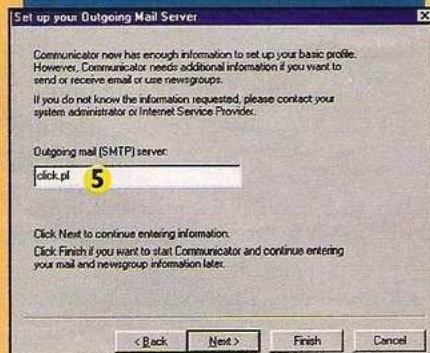 Set up your Outgoing Mail Server
Communicator now has enough information to set up your basic profile.
However, Communicator needs additional information if you want to
send or receive email or use newsgroups.
If you do not know the information requested, please contact your
system administrator or Internet Service Provider.
Outgoing mail (SMTP) server:
click.pl 5
Click Next to continue entering information.
Click Finish if you want to start Communicator and continue entering
your mail and newsgroup information later.
< Back Next > Finish Cancel